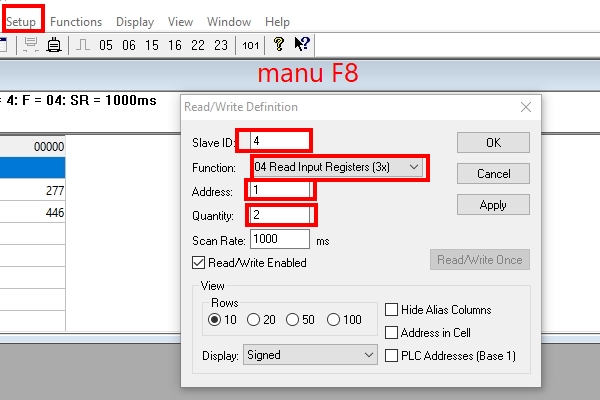 Setup Functions Display View Window Help
05 06 15 16 22 23 101
manu F8
= 4: F = 04: SR = 1000ms
Read/Write Definition
00000
277
446
Slave ID: 4 OK
Function: 04 Read Input Registers (3x) Cancel
Address: 1
Apply
Quantity: 2
Scan Rate: 1000 ms
Read/Write Enabled Read/Write Once
View
Rows
10 20 50 100
Hide Alias Columns
Address in Cell
Display: Signed
PLC Addresses (Base 1)